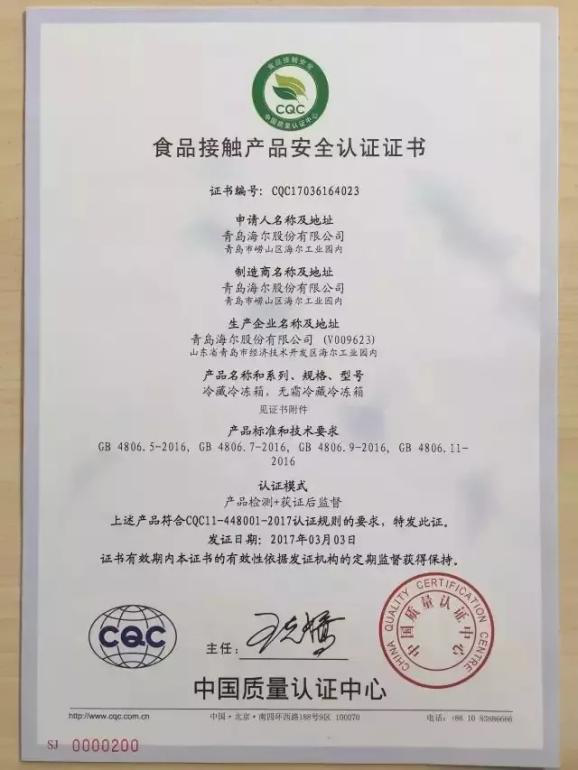 食品接触安全
CQC
中国质量认证中心
食品接触产品安全认证证书
证书编号: CQC17036164023
申请人名称及地址
青岛海尔股份有限公司
青岛市崂山区海尔工业园内
制造商名称及地址
青岛海尔股份有限公司
青岛市崂山区海尔工业园内
生产企业名称及地址
青岛海尔股份有限公司 (V009623)
山东省青岛市经济技术开发区海尔工业园内
产品名称和系列、规格、型号
冷藏冷冻箱, 无霜冷藏冷冻箱
见证书附件
产品标准和技术要求
GB 4806.5-2016, GB 4806.7-2016, GB 4806.9-2016, GB 4806.11-
2016
认证模式
产品检测+获证后监督
上述产品符合CQC11-448001-2017认证规则的要求, 特发此证。
发证日期: 2017年03月03日
证书有效期内本证书的有效性依据发证机构的定期监督获得保持。
CQC
主任:
CHINA QUALITY CERTIFICATION CENTRE
中国质量认证中心
中国质量认证中心
http://www.cqc.com.cn
中国·北京·南四环西路188号9区 100070
电话: +86 10 83886666
SJ 0000200